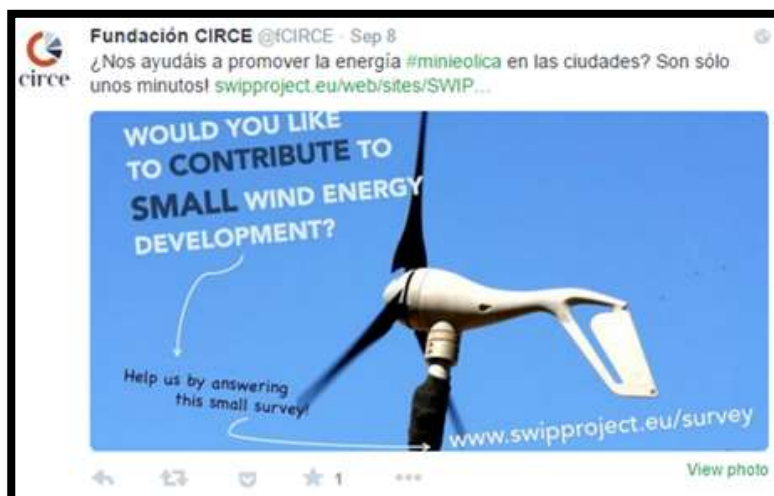 Fundación CIRCE @fCIRCE · Sep 8
circe
¿Nos ayudáis a promover la energía #minieolica en las ciudades? Son sólo
unos minutos! swipproject.eu/web/sites/SWIP...
WOULD YOU LIKE
TO CONTRIBUTE TO
SMALL WIND ENERGY
DEVELOPMENT?
Help us by answering
this small survey!
www.swipproject.eu/survey
1
View photo